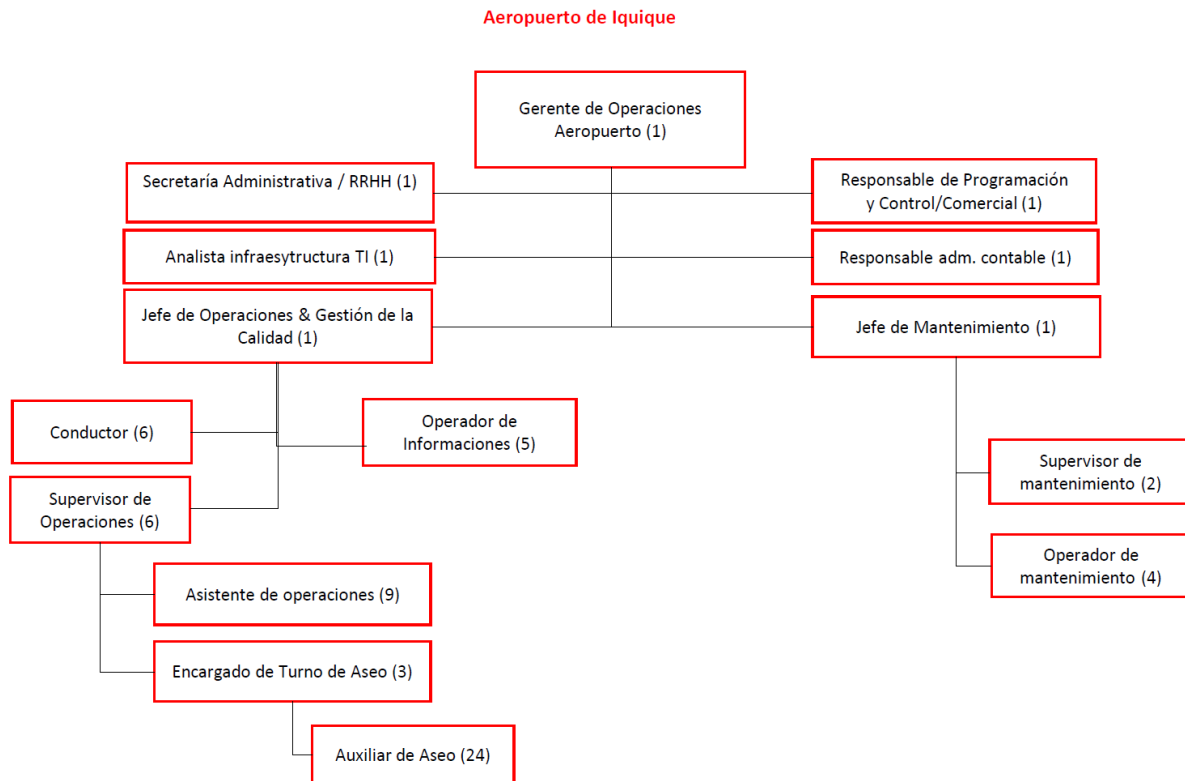 Aeropuerto de Iquique
Gerente de Operaciones
Aeropuerto (1)
Secretaría Administrativa / RRHH (1)
Responsable de Programación
y Control/Comercial (1)
Analista infraesytructura TI (1)
Responsable adm. contable (1)
Jefe de Operaciones & Gestión de la
Calidad (1)
Jefe de Mantenimiento (1)
Conductor (6)
Operador de
Informaciones (5)
Supervisor de
mantenimiento (2)
Supervisor de
Operaciones (6)
Operador de
mantenimiento (4)
Asistente de operaciones (9)
Encargado de Turno de Aseo (3)
Auxiliar de Aseo (24)